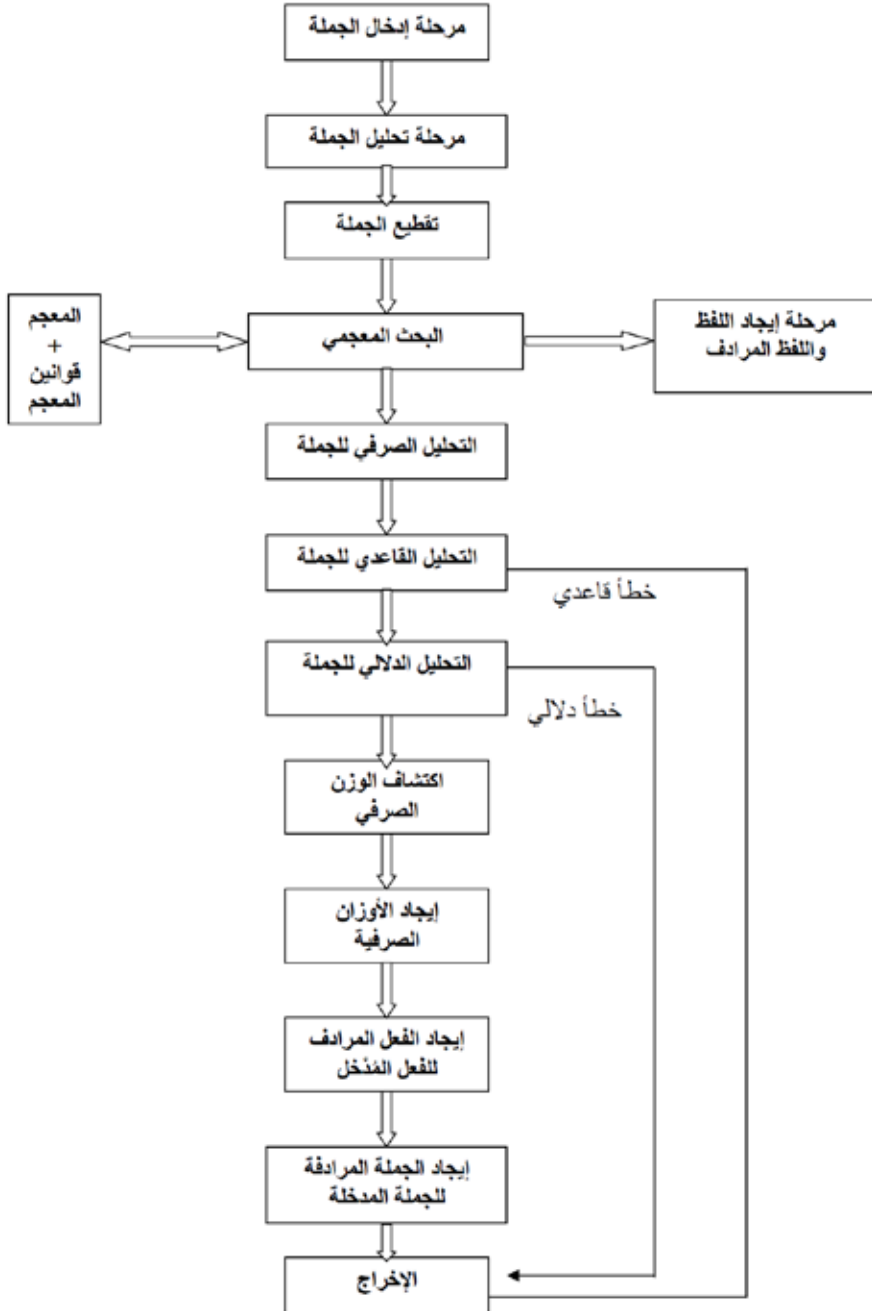 مرحلة إدخال الجملة
مرحلة تحليل الجملة
تقطيع الجملة
المعجم
+
قوانين
المعجم
البحث المعجمي
مرحلة إيجاد اللفظ
واللفظ المرادف
التحليل الصرفي للجملة
التحليل القاعدي للجملة
خطأ قاعدي
التحليل الدلالي للجملة
خطأ دلالي
اكتشاف الوزن
الصرفي
إيجاد الأوزان
الصرفية
إيجاد الفعل المرادف
للفعل المُدْخل
إيجاد الجملة المرادفة
للجملة المدخلة
الإخراج